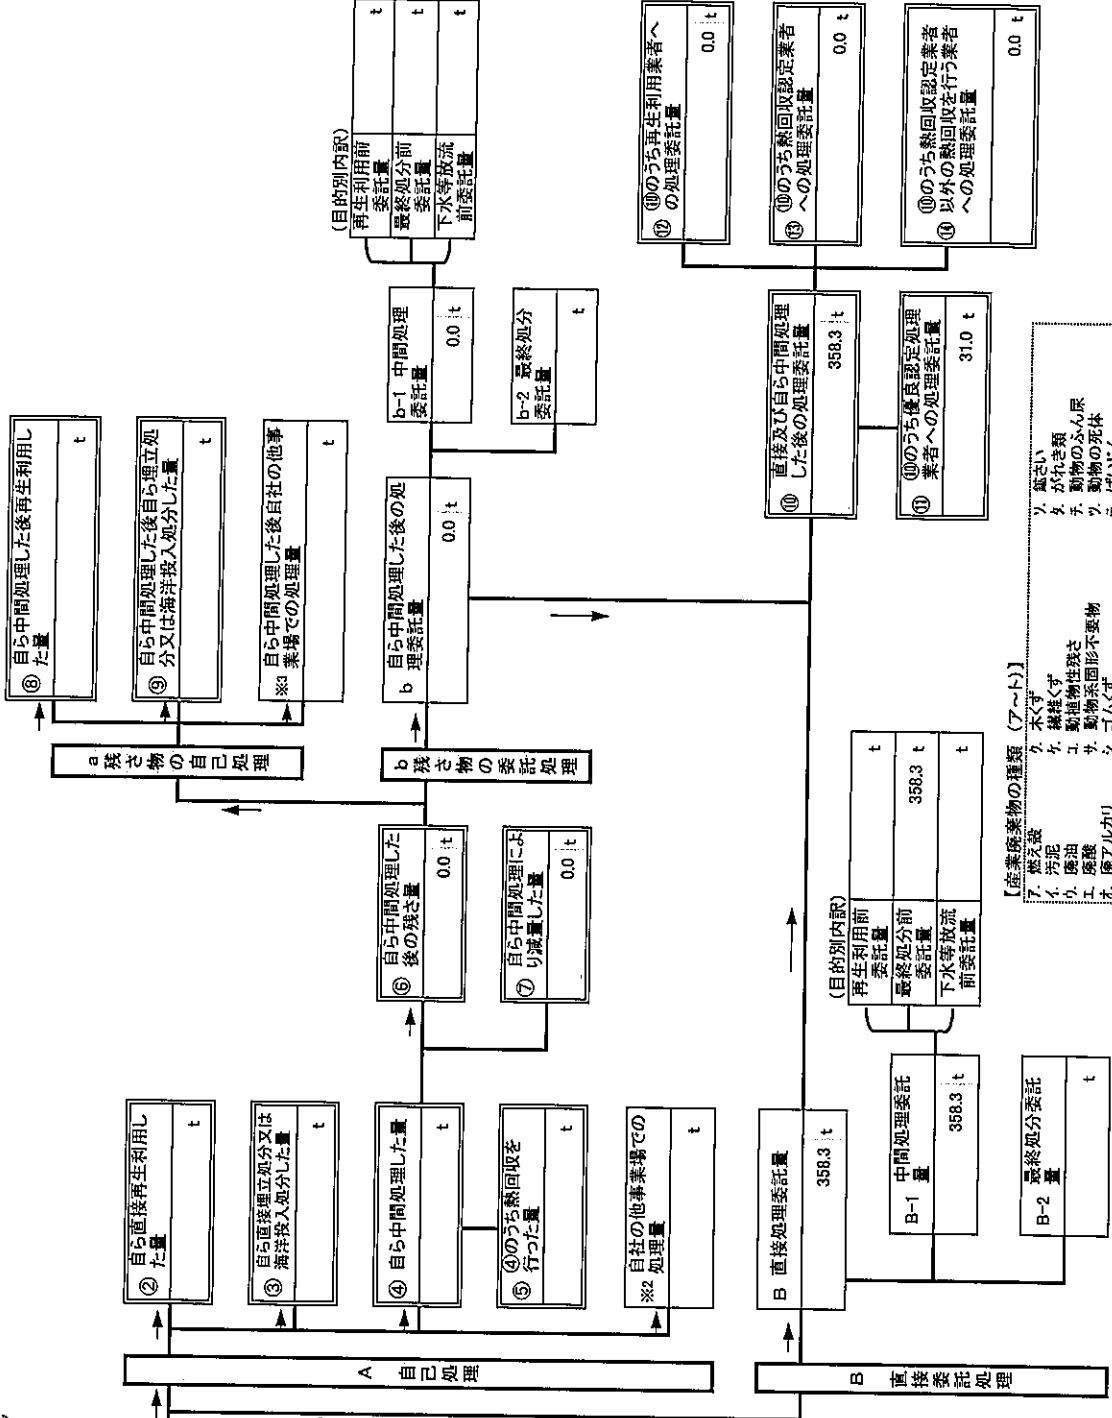 A 自己処理
② 自ら直接再生利用し
た量
t
③ 自ら直接埋立処分又は
海洋投入処分した量
t
④ 自ら中間処理した量
t
⑤ ④のうち熱回収を
行った量
t
※2 自社の他事業場での
処理量
t
⑥ 自ら中間処理した
後の残さ量
0.0 t
⑦ 自ら中間処理によ
り減量した量
0.0 t
a 残さ物の自己処理
⑧ 自ら中間処理した後再生利用し
た量
t
⑨ 自ら中間処理した後自ら埋立処
分又は海洋投入処分した量
t
※3 自ら中間処理した後自社の他事
業場での処理量
t
b 残さ物の委託処理
b 自ら中間処理した後の処
理委託量
0.0 t
b-1 中間処理
委託量
0.0 t
b-2 最終処分
委託量
t
(目的別内訳)
再生利用前
委託量
t
最終処分前
委託量
t
下水等放流
前委託量
t
B 直接委託処理
B 直接処理委託量
358.3 t
B-1 中間処理委託
量
358.3 t
B-2 最終処分委託
量
t
(目的別内訳)
再生利用前
委託量
t
最終処分前
委託量
358.3 t
下水等放流
前委託量
t
⑩ 直接及び自ら中間処理
した後の処理委託量
358.3 t
⑪ ⑩のうち優良認定処理
業者への処理委託量
31.0 t
⑫ ⑩のうち再生利用業者へ
の処理委託量
0.0 t
⑬ ⑩のうち熱回収認定業者
への処理委託量
0.0 t
⑭ ⑩のうち熱回収認定業者
以外の熱回収を行う業者
への処理委託量
0.0 t
【産業廃棄物の種類 (ア～ト)】
ア. 燃え殻
イ. 汚泥
ウ. 廃油
エ. 廃酸
オ. 廃アルカリ
ク. 木くず
ケ. 繊維くず
コ. 動植物性残さ
サ. 動物系固形不要物
シ. ゴムくず
ソ. 鉱さい
タ. がれき類
チ. 動物のふん尿
ツ. 動物の死体